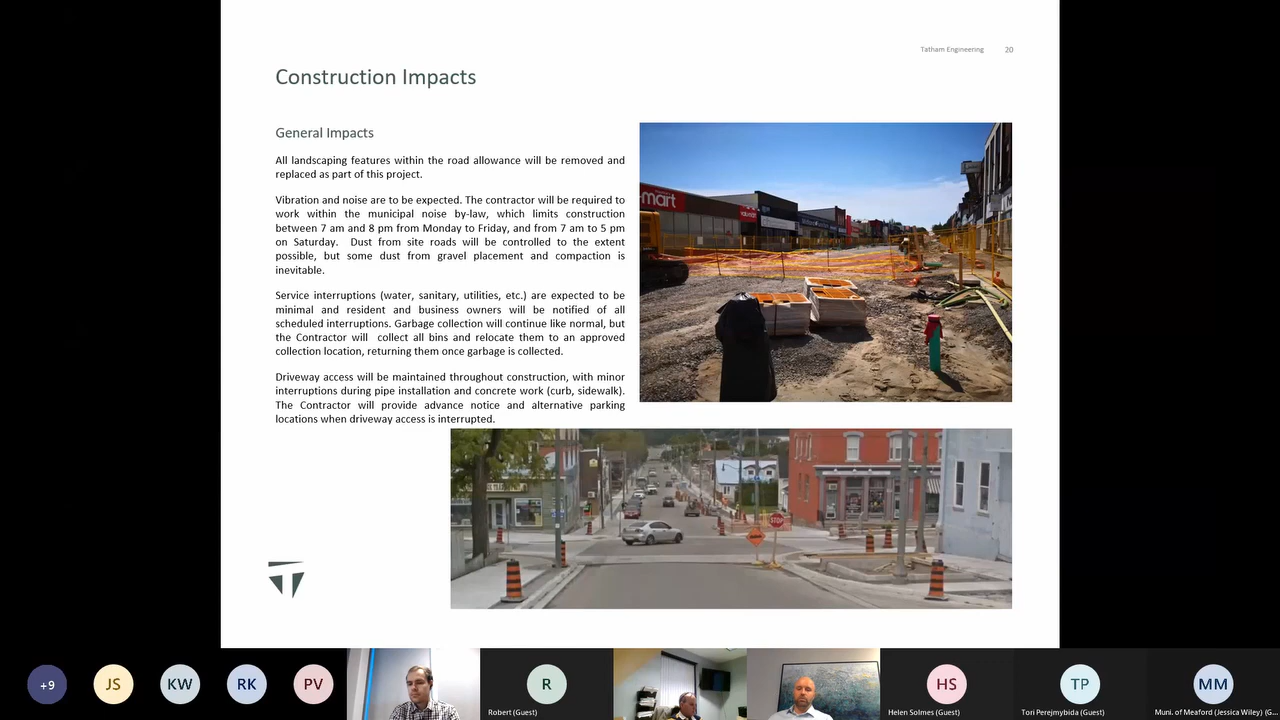 Tatham Engineering 20
Construction Impacts
General Impacts
All landscaping features within the road allowance will be removed and
replaced as part of this project.
Vibration and noise are to be expected. The contractor will be required to
work within the municipal noise by-law, which limits construction
between 7 am and 8 pm from Monday to Friday, and from 7 am to 5 pm
on Saturday. Dust from site roads will be controlled to the extent
possible, but some dust from gravel placement and compaction is
inevitable.
Service interruptions (water, sanitary, utilities, etc.) are expected to be
minimal and resident and business owners will be notified of all
scheduled interruptions. Garbage collection will continue like normal, but
the Contractor will collect all bins and relocate them to an approved
collection location, returning them once garbage is collected.
Driveway access will be maintained throughout construction, with minor
interruptions during pipe installation and concrete work (curb, sidewalk).
The Contractor will provide advance notice and alternative parking
locations when driveway access is interrupted.
-mart
STOP
+9
JS
KW
RK
PV
R
HS
TP
MM
Robert (Guest)
Helen Solmes (Guest)
Tori Perejmybida (Guest)
Muni. of Meaford (Jessica Wiley) (G...